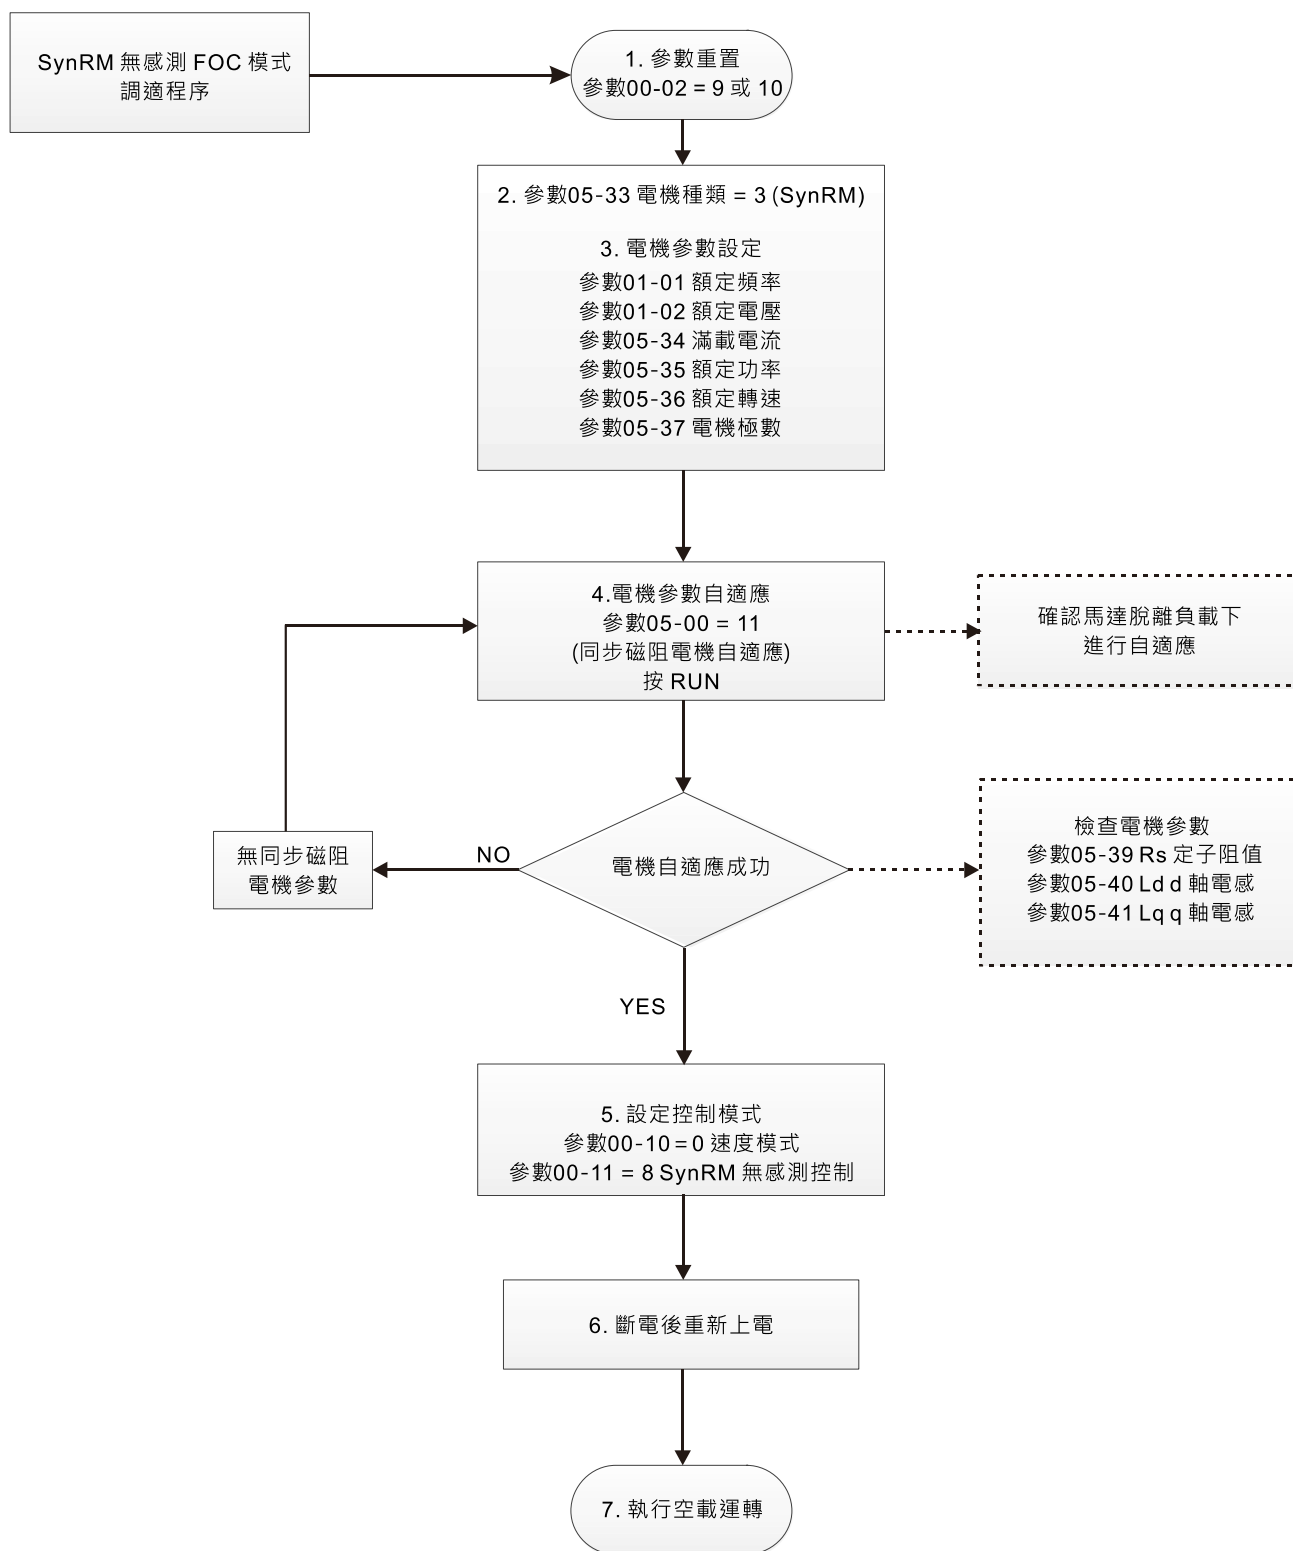 SynRM 無感測 FOC 模式
調適程序
1. 參數重置
參數00-02 = 9 或 10
2. 參數05-33 電機種類 = 3 (SynRM)
3. 電機參數設定
參數01-01 額定頻率
參數01-02 額定電壓
參數05-34 滿載電流
參數05-35 額定功率
參數05-36 額定轉速
參數05-37 電機極數
4.電機參數自適應
參數05-00 = 11
(同步磁阻電機自適應)
按 RUN
確認馬達脫離負載下
進行自適應
電機自適應成功
NO
無同步磁阻
電機參數
檢查電機參數
參數05-39 Rs 定子阻值
參數05-40 Ld d 軸電感
參數05-41 Lq q 軸電感
YES
5. 設定控制模式
參數00-10=0 速度模式
參數00-11 = 8 SynRM 無感測控制
6. 斷電後重新上電
7. 執行空載運轉